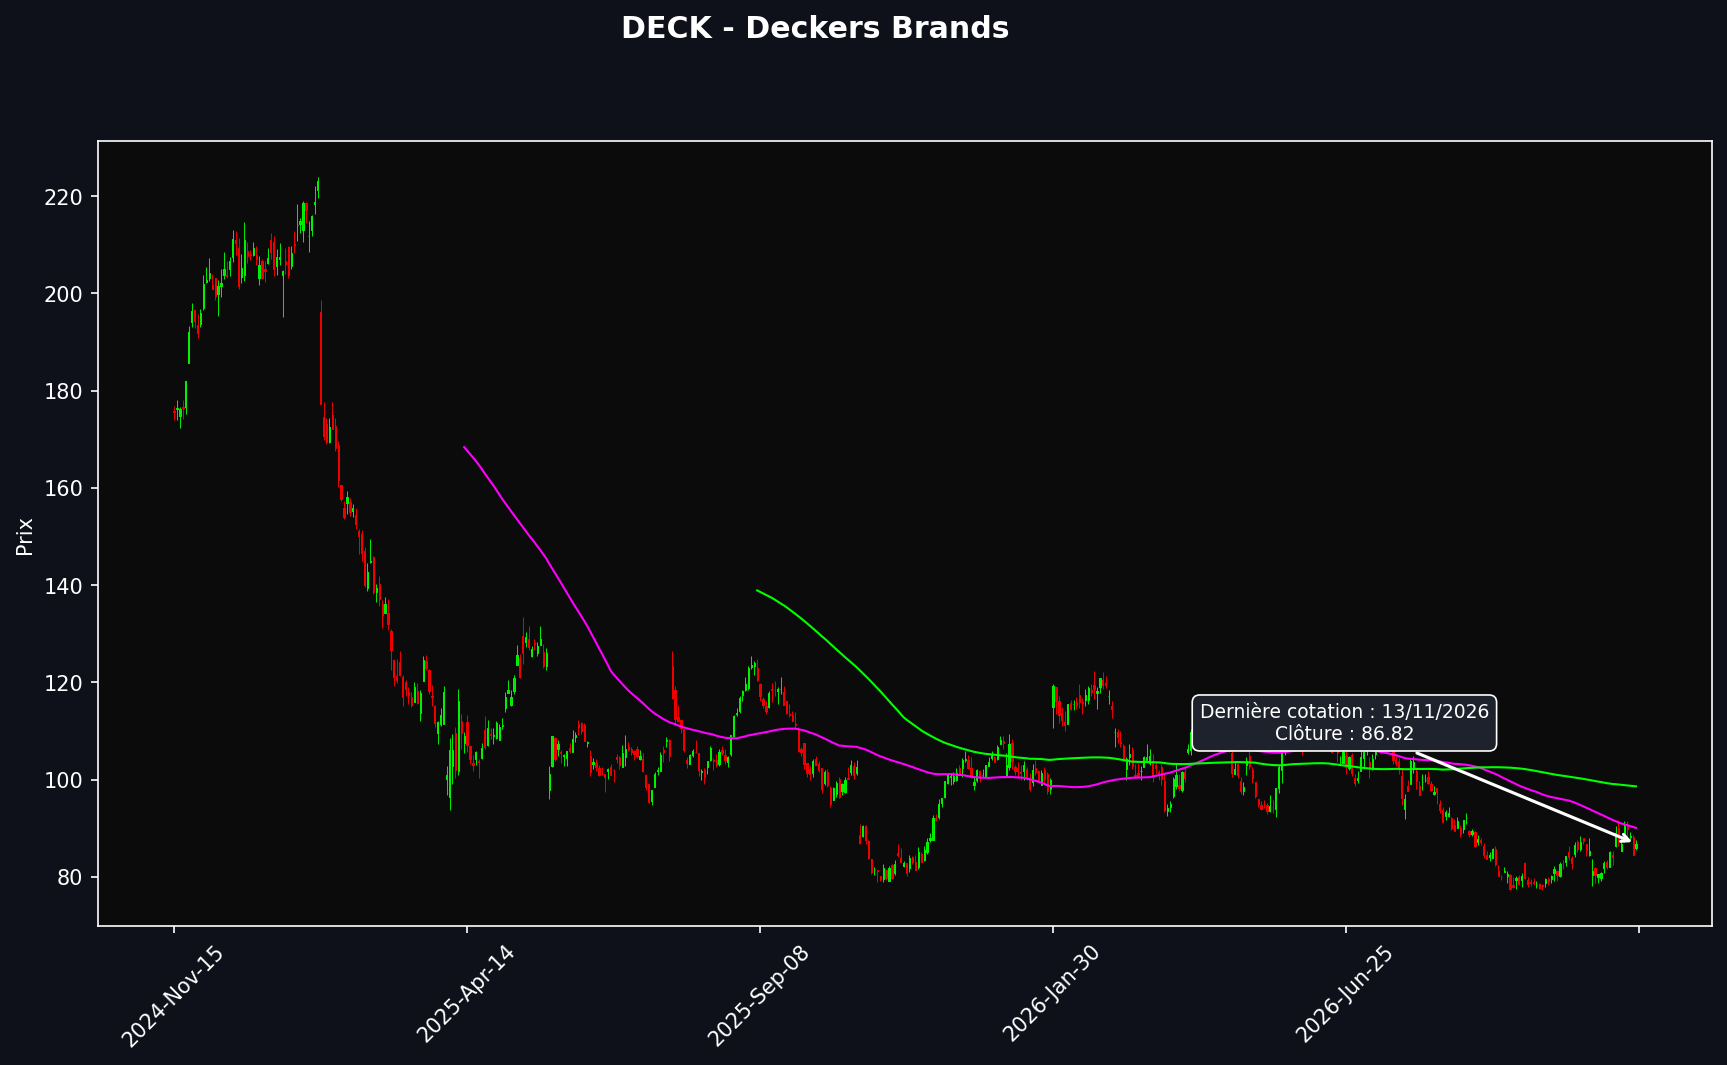 DECK - Deckers Brands
Prix
220
200
180
160
140
120
100
80
Dernière cotation : 13/11/2026
Clôture : 86.82
2024-Nov-15
2025-Apr-14
2025-Sep-08
2026-Jan-30
2026-Jun-25